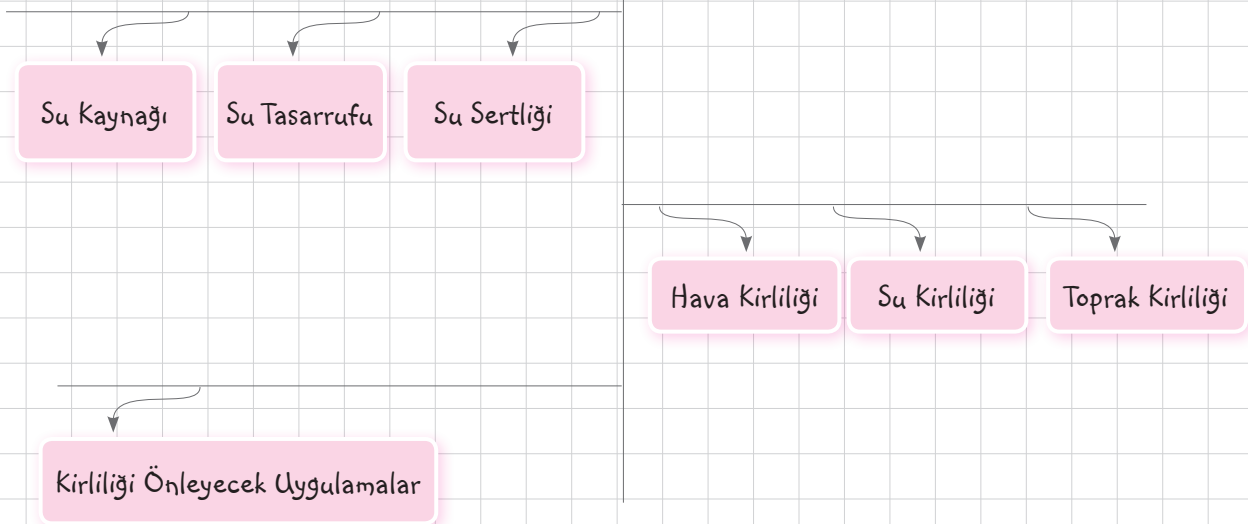 Su Kaynağı
Su Tasarrufu
Su Sertliği
Hava Kirliliği
Su Kirliliği
Toprak Kirliliği
Kirliliği Önleyecek Uygulamalar